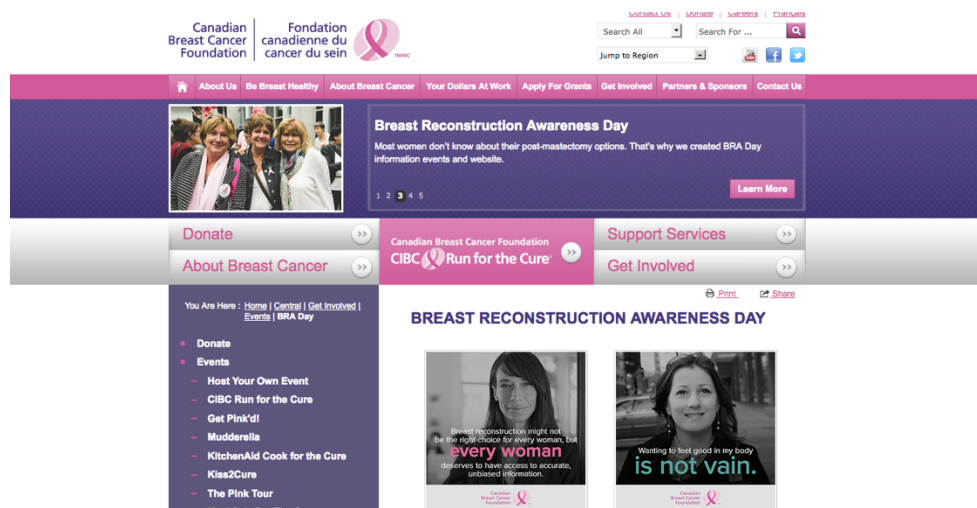 Contact Us | Donate | Careers | Français
Canadian Breast Cancer Foundation
Fondation canadienne du cancer du sein
Search All
Search For ...
Jump to Region
About Us
Be Breast Healthy
About Breast Cancer
Your Dollars At Work
Apply For Grants
Get Involved
Partners & Sponsors
Contact Us
Breast Reconstruction Awareness Day
Most women don't know about their post-mastectomy options. That's why we created BRA Day
information events and website.
1 2 3 4 5
Learn More
Donate
About Breast Cancer
Canadian Breast Cancer Foundation
CIBC Run for the Cure
Support Services
Get Involved
Print
Share
You Are Here : Home | Central | Get Involved |
Events | BRA Day
Donate
Events
Host Your Own Event
CIBC Run for the Cure
Get Pink'd!
Mudderella
KitchenAid Cook for the Cure
Kiss2Cure
The Pink Tour
BREAST RECONSTRUCTION AWARENESS DAY
Breast reconstruction might not
be the right choice for every woman, but
every woman
deserves to have access to accurate,
unbiased information.
Canadian
Breast Cancer
Foundation
Wanting to feel good in my body
is not vain.
Canadian
Breast Cancer
Foundation